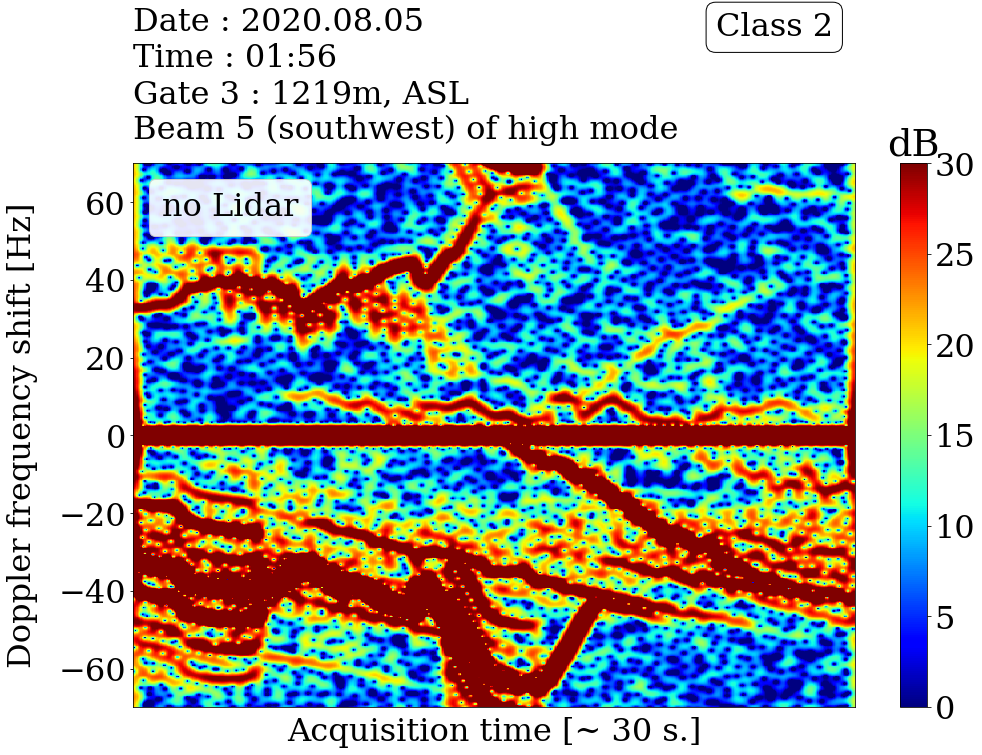 Date : 2020.08.05
Time : 01:56
Gate 3 : 1219m, ASL
Beam 5 (southwest) of high mode
Class 2
dB
no Lidar
Doppler frequency shift [Hz]
60
40
20
0
−20
−40
−60
Acquisition time [~ 30 s.]
30
25
20
15
10
5
0